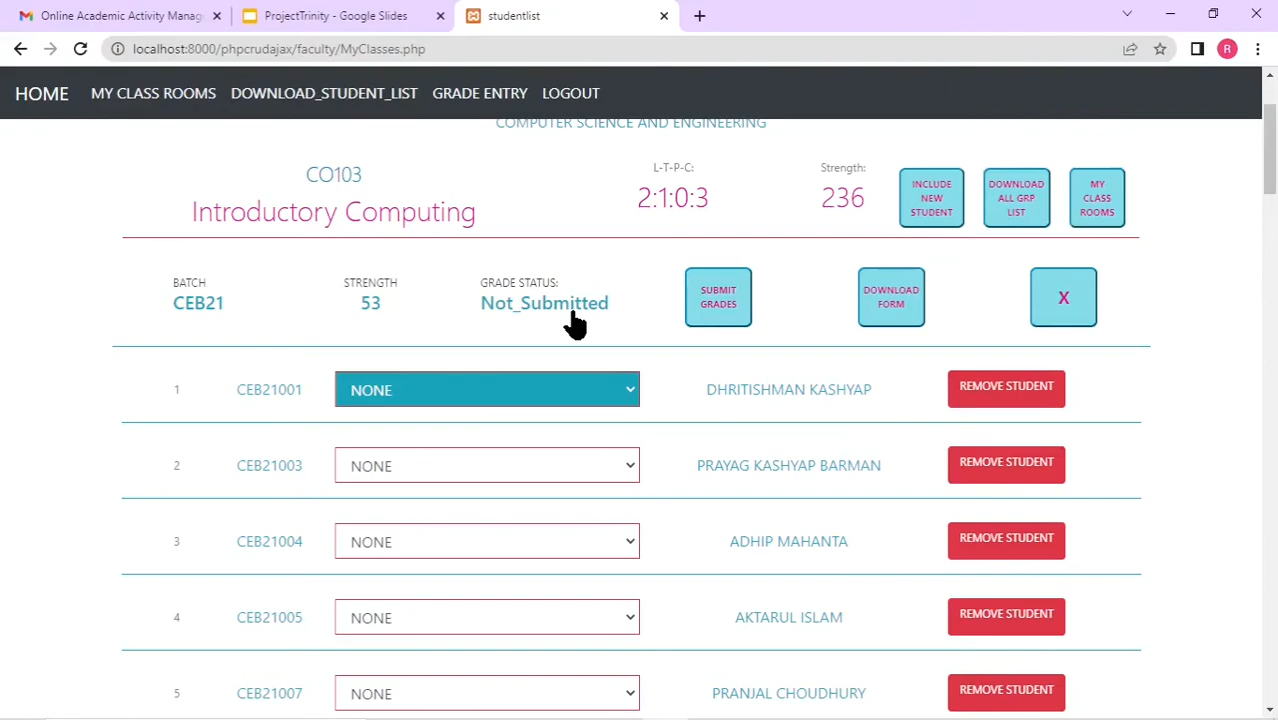 Online Academic Activity Manag
ProjectTrinity - Google Slides
studentlist
localhost:8000/phpcrudajax/faculty/MyClasses.php
R
HOME MY CLASS ROOMS DOWNLOAD_STUDENT_LIST GRADE ENTRY LOGOUT
COMPUTER SCIENCE AND ENGINEERING
CO103
Introductory Computing
L-T-P-C:
2:1:0:3
Strength:
236
INCLUDE
NEW
STUDENT
DOWNLOAD
ALL GRP
LIST
MY
CLASS
ROOMS
BATCH
CEB21
STRENGTH
53
GRADE STATUS:
Not_Submitted
SUBMIT
GRADES
DOWNLOAD
FORM
X
1 CEB21001 NONE DHRITISHMAN KASHYAP REMOVE STUDENT
2 CEB21003 NONE PRAYAG KASHYAP BARMAN REMOVE STUDENT
3 CEB21004 NONE ADHIP MAHANTA REMOVE STUDENT
4 CEB21005 NONE AKTARUL ISLAM REMOVE STUDENT
5 CEB21007 NONE PRANJAL CHOUDHURY REMOVE STUDENT